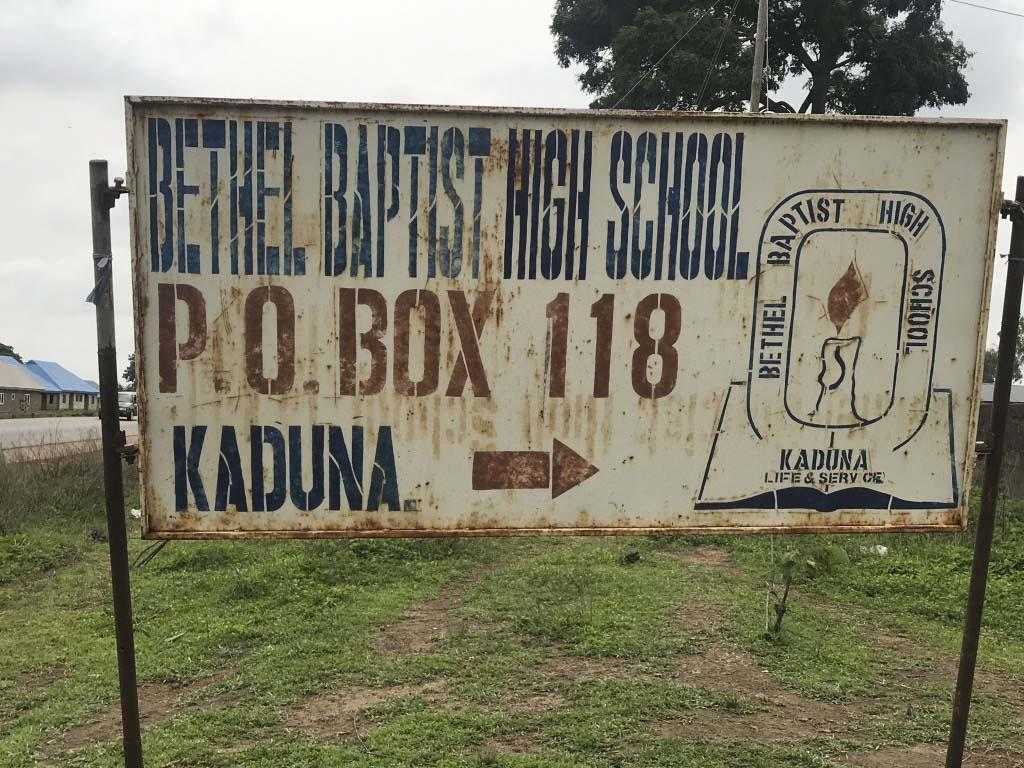 BETHEL BAPTIST HIGH SCHOOL
P.O. BOX 118
KADUNA.
BETHEL BAPTIST HIGH SCHOOL
KADUNA
LIFE & SERVICE